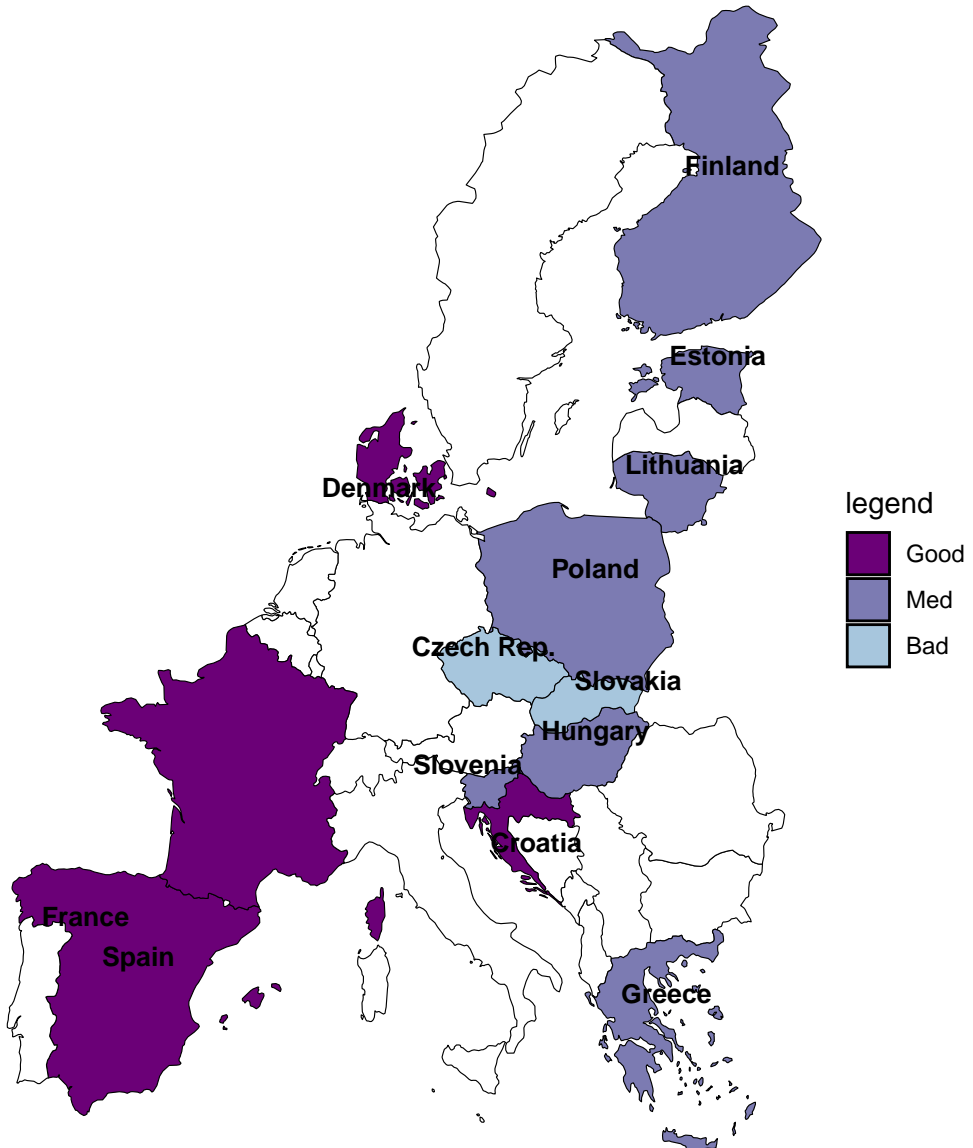 Finland
Estonia
Lithuania
Denmark
legend
Good
Poland
Med
Czech Rep.
Bad
Slovakia
Hungary
Slovenia
Croatia
France
Spain
Greece